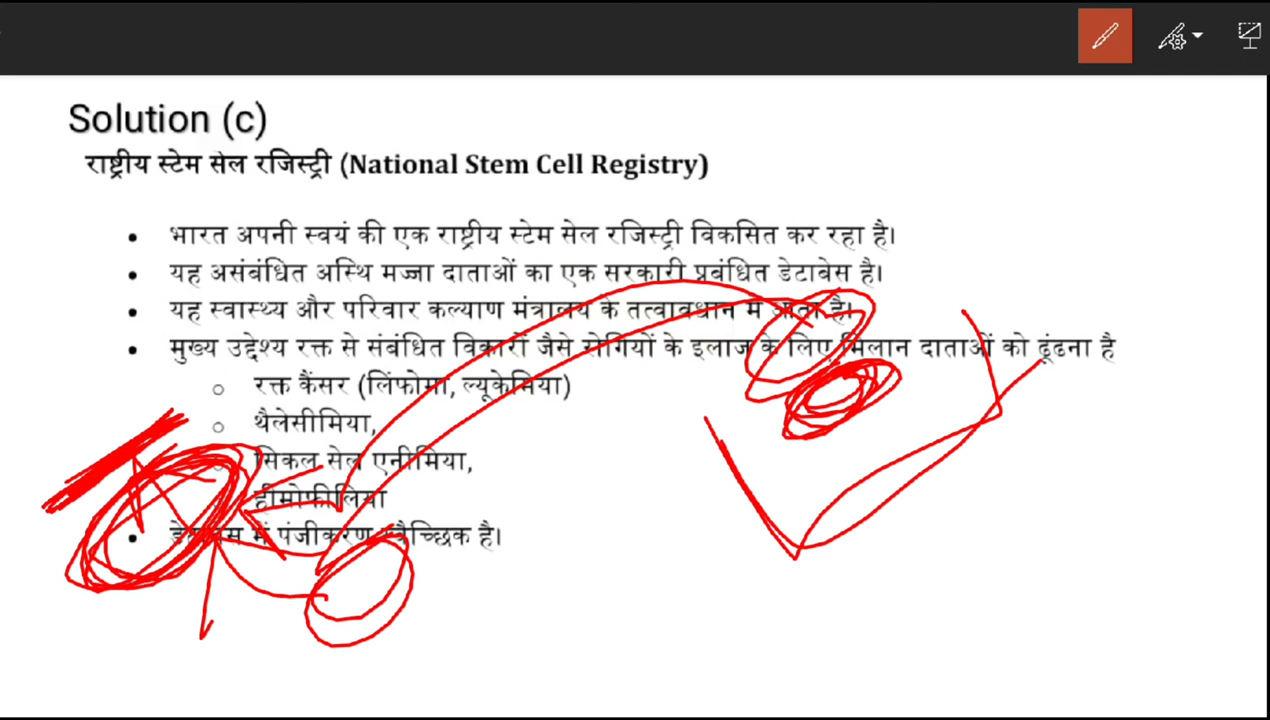 Solution (c)
राष्ट्रीय स्टेम सेल रजिस्ट्री (National Stem Cell Registry)
• भारत अपनी स्वयं की एक राष्ट्रीय स्टेम सेल रजिस्ट्री विकसित कर रहा है।
• यह असंबंधित अस्थि मज्जा दाताओं का एक सरकारी प्रबंधित डेटाबेस है।
• यह स्वास्थ्य और परिवार कल्याण मंत्रालय के तत्वावधान में आता है।
• मुख्य उद्देश्य रक्त से संबंधित विकारों जैसे रोगियों के इलाज के लिए मिलान दाताओं को ढूंढना है
○ रक्त कैंसर (लिंफोमा, ल्यूकेमिया)
○ थैलेसीमिया,
○ सिकल सेल एनीमिया,
हीमोफीलिया
• में पंजीकरण स्वैच्छिक है।